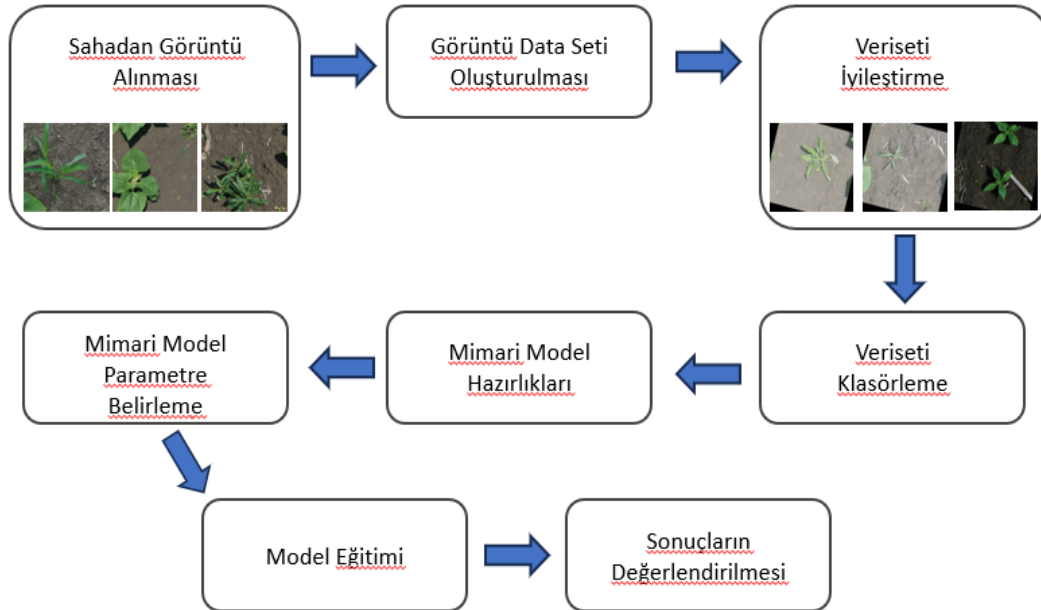 Sahadan Görüntü
Alınması
Görüntü Data Seti
Oluşturulması
Veriseti
İyileştirme
Veriseti
Klasörleme
Mimari Model
Hazırlıkları
Mimari Model
Parametre
Belirleme
Model Eğitimi
Sonuçların
Değerlendirilmesi